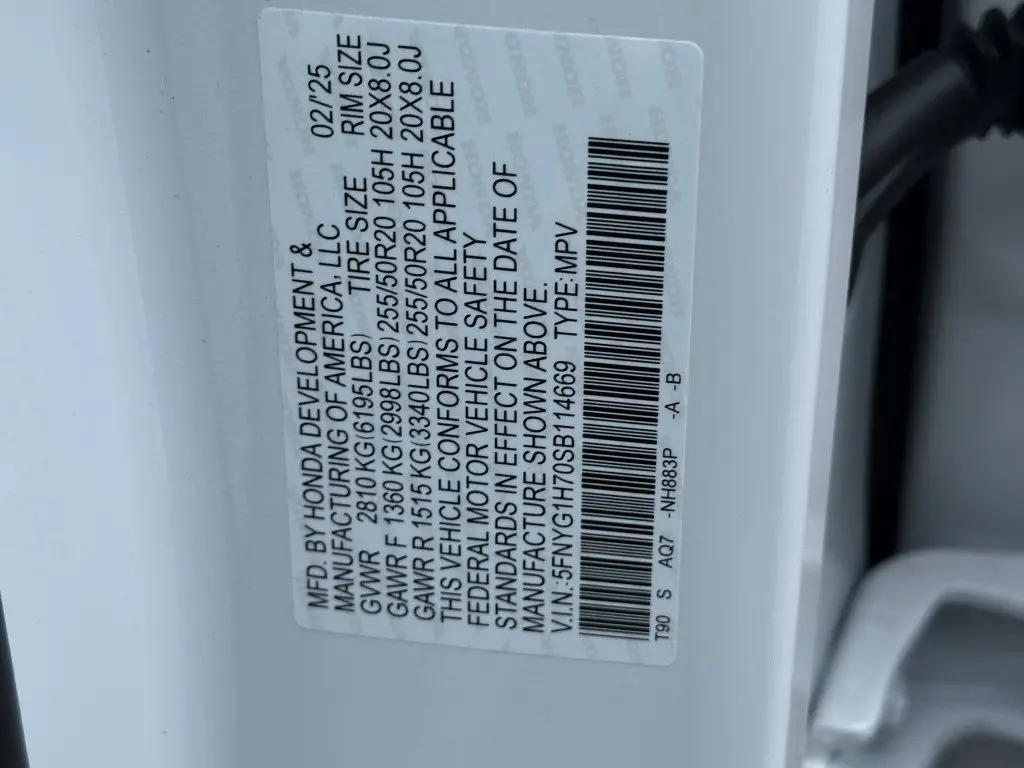 MFD. BY HONDA DEVELOPMENT & 02/'25
MANUFACTURING OF AMERICA, LLC
GVWR 2810 KG(6195LBS) TIRE SIZE RIM SIZE
GAWR F 1360 KG(2998LBS) 255/50R20 105H 20X8.0J
GAWR R 1515 KG(3340LBS) 255/50R20 105H 20X8.0J
THIS VEHICLE CONFORMS TO ALL APPLICABLE
FEDERAL MOTOR VEHICLE SAFETY
STANDARDS IN EFFECT ON THE DATE OF
MANUFACTURE SHOWN ABOVE.
V.I.N.:5FNYG1H70SB114669 TYPE:MPV
T90 S AQ7 -NH883P -A -B